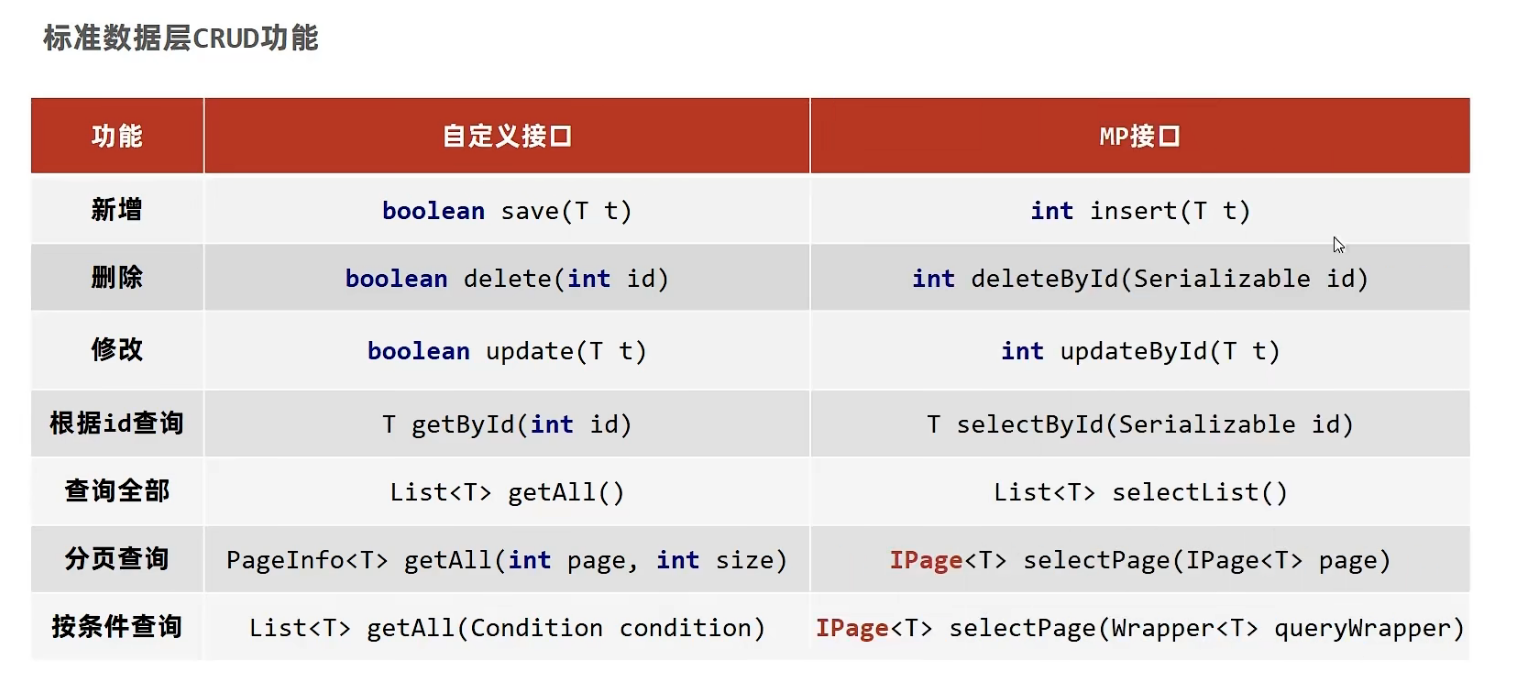 标准数据层CRUD功能
功能 自定义接口 MP接口
新增 boolean save(T t) int insert(T t)
删除 boolean delete(int id) int deleteById(Serializable id)
修改 boolean update(T t) int updateById(T t)
根据id查询 T getById(int id) T selectById(Serializable id)
查询全部 List<T> getAll() List<T> selectList()
分页查询 PageInfo<T> getAll(int page, int size) IPage<T> selectPage(IPage<T> page)
按条件查询 List<T> getAll(Condition condition) IPage<T> selectPage(Wrapper<T> queryWrapper)